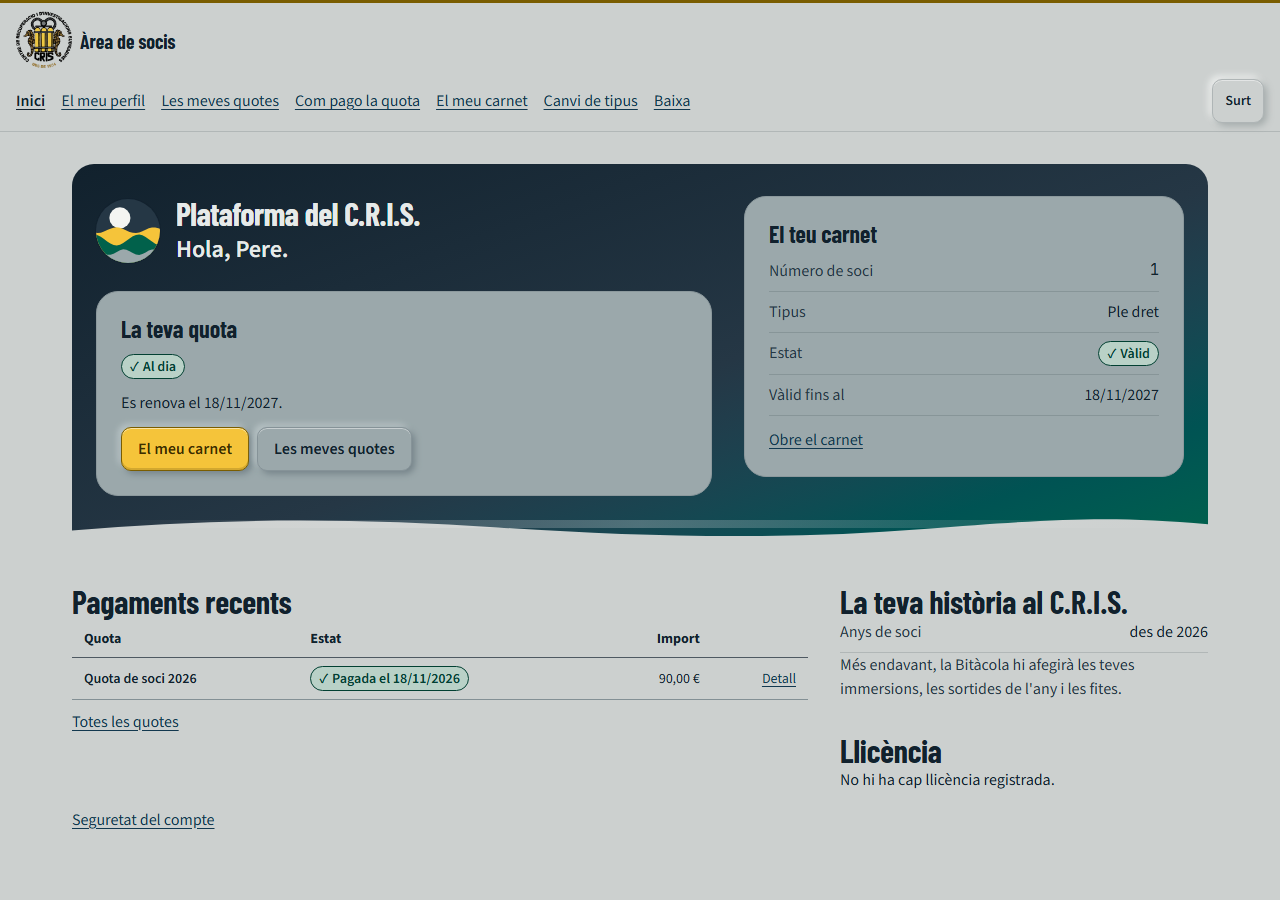 CRIS
Àrea de socis
Inici El meu perfil Les meves quotes Com pago la quota El meu carnet Canvi de tipus Baixa Surt
Plataforma del C.R.I.S.
Hola, Pere.
La teva quota
✓ Al dia
Es renova el 18/11/2027.
El meu carnet Les meves quotes
El teu carnet
Número de soci 1
Tipus Ple dret
Estat ✓ Vàlid
Vàlid fins al 18/11/2027
Obre el carnet
Pagaments recents
Quota Estat Import
Quota de soci 2026 ✓ Pagada el 18/11/2026 90,00 € Detall
Totes les quotes
La teva història al C.R.I.S.
Anys de soci des de 2026
Més endavant, la Bitàcola hi afegirà les teves
immersions, les sortides de l'any i les fites.
Llicència
No hi ha cap llicència registrada.
Seguretat del compte